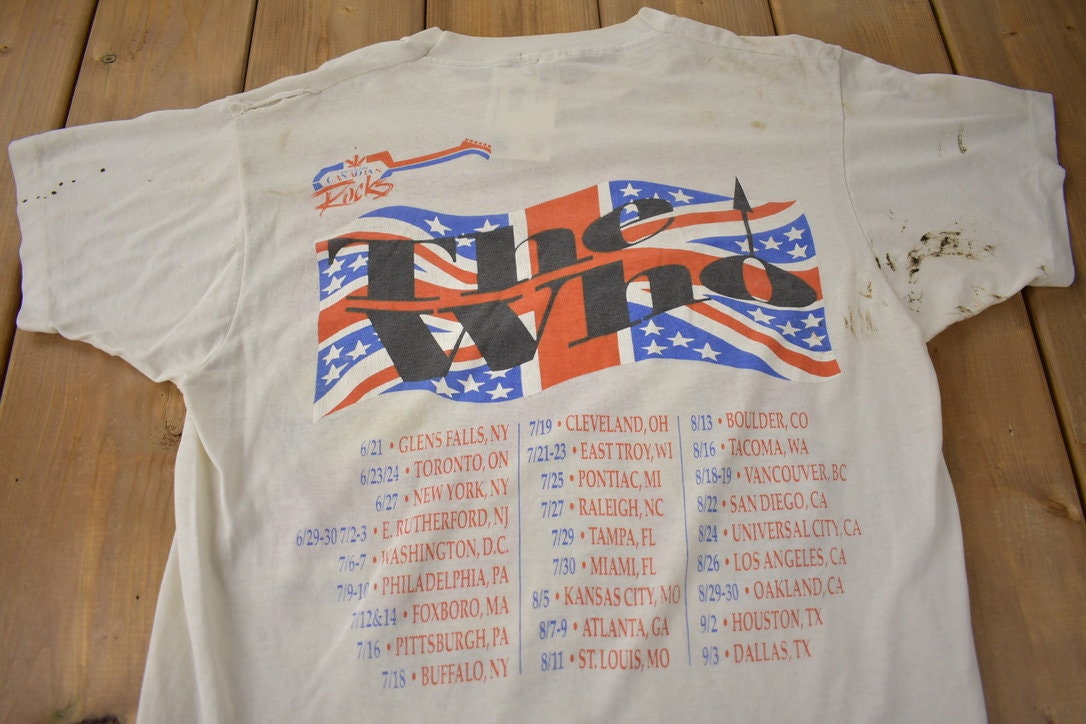 CANADIAN
Rocks
The
Who
6/21 • GLENS FALLS, NY
6/23/24 • TORONTO, ON
6/27 • NEW YORK, NY
6/29-30 7/2-3 • E. RUTHERFORD, NJ
7/6-7 • WASHINGTON, D.C.
7/9-10 • PHILADELPHIA, PA
7/12&14 • FOXBORO, MA
7/16 • PITTSBURGH, PA
7/18 • BUFFALO, NY
7/19 • CLEVELAND, OH
7/21-23 • EAST TROY, WI
7/25 • PONTIAC, MI
7/27 • RALEIGH, NC
7/29 • TAMPA, FL
7/30 • MIAMI, FL
8/5 • KANSAS CITY, MO
8/7-9 • ATLANTA, GA
8/11 • ST. LOUIS, MO
8/13 • BOULDER, CO
8/16 • TACOMA, WA
8/18-19 • VANCOUVER, BC
8/22 • SAN DIEGO, CA
8/24 • UNIVERSAL CITY, CA
8/26 • LOS ANGELES, CA
8/29-30 • OAKLAND, CA
9/2 • HOUSTON, TX
9/3 • DALLAS, TX